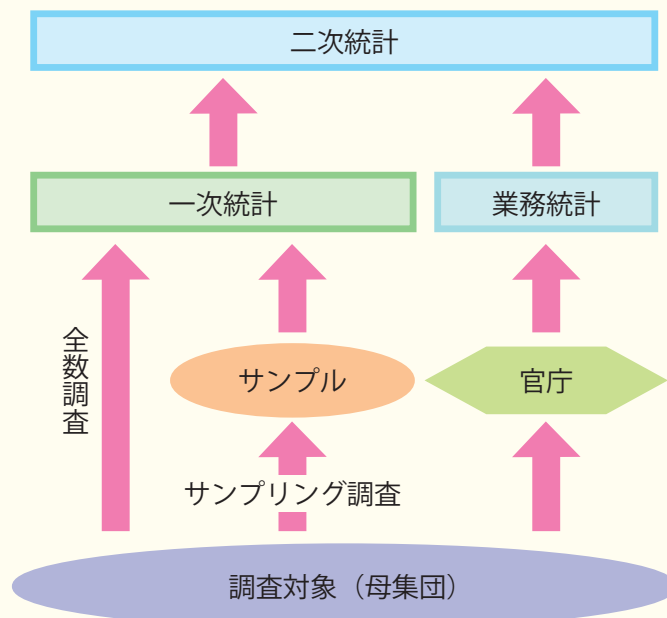 二次統計
一次統計
業務統計
全数調査
サンプル
官庁
サンプリング調査
調査対象（母集団）